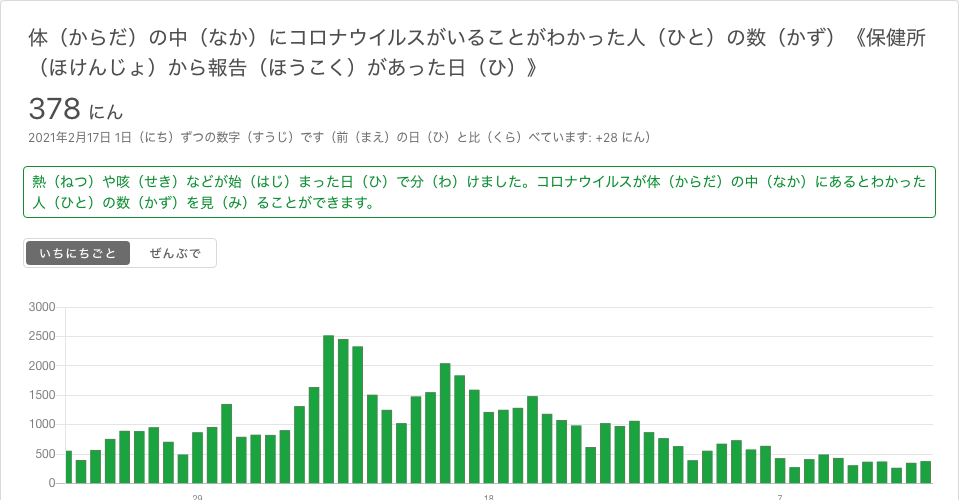 体（からだ）の中（なか）にコロナウイルスがいることがわかった人（ひと）の数（かず）《保健所
（ほけんじょ）から報告（ほうこく）があった日（ひ）》
378 にん
2021年2月17日 1日（にち）ずつの数字（すうじ）です（前（まえ）の日（ひ）と比（くら）べています: +28 にん）
熱（ねつ）や咳（せき）などが始（はじ）まった日（ひ）で分（わ）けました。コロナウイルスが体（からだ）の中（なか）にあるとわかった
人（ひと）の数（かず）を見（み）ることができます。
いちにちごと ぜんぶで
3000
2500
2000
1500
1000
500
0
29 18 7